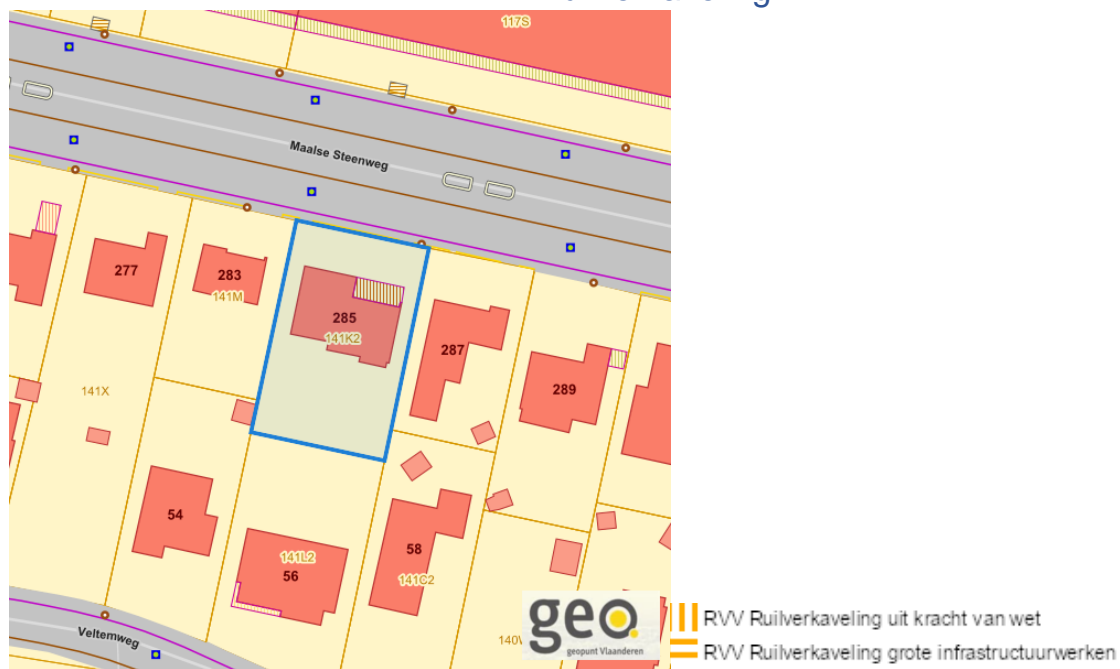 117S
Maalse Steenweg
277
283
141M
285
141K2
287
289
141X
54
141L2
56
58
141C2
Veltemweg
geo
geopunt Vlaanderen
RVV Ruilverkaveling uit kracht van wet
RVV Ruilverkaveling grote infrastructuurwerken